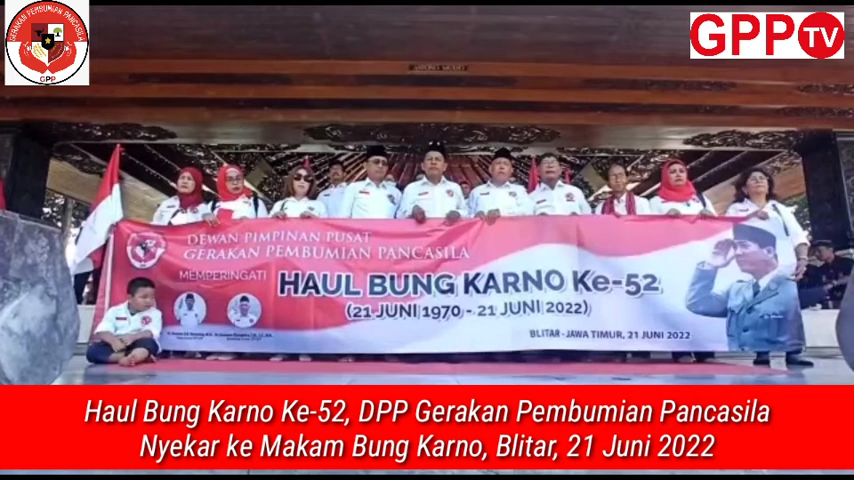 GERAKAN PEMBUMIAN PANCASILA
GPP
GPP TV
DEWAN PIMPINAN PUSAT
GERAKAN PEMBUMIAN PANCASILA
MEMPERINGATI
HAUL BUNG KARNO Ke-52
(21 JUNI 1970 - 21 JUNI 2022)
BLITAR - JAWA TIMUR, 21 JUNI 2022
Haul Bung Karno Ke-52, DPP Gerakan Pembumian Pancasila
Nyekar ke Makam Bung Karno, Blitar, 21 Juni 2022